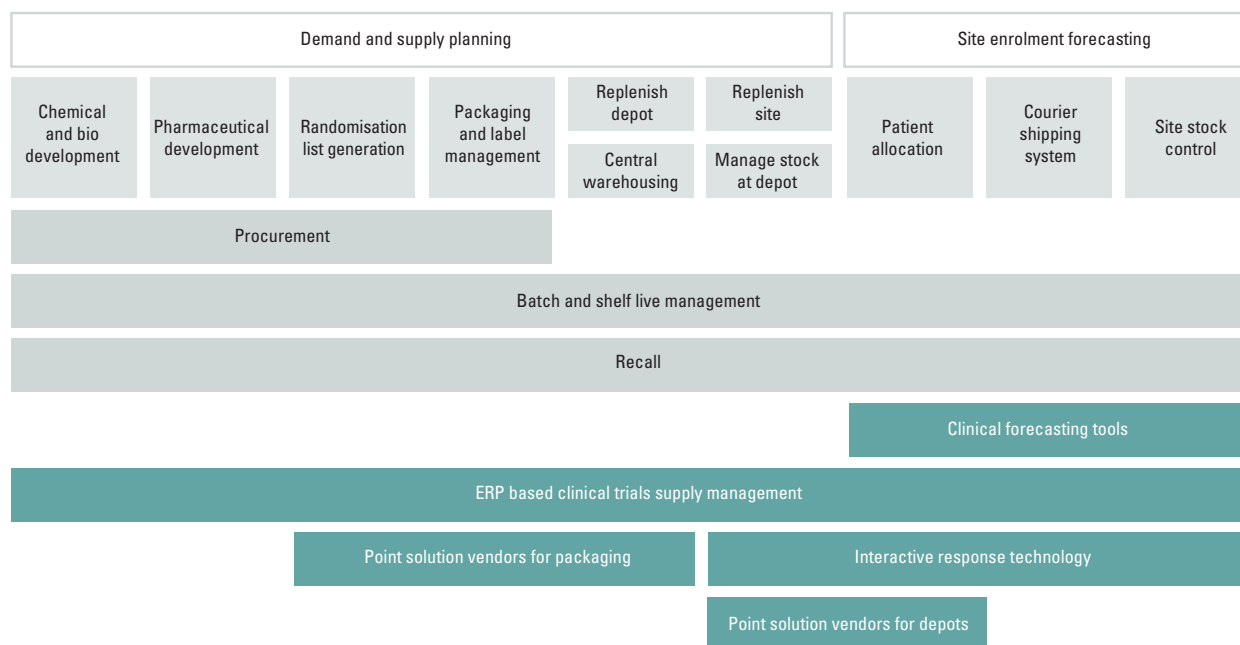 Demand and supply planning
Site enrolment forecasting
Chemical
and bio
development
Pharmaceutical
development
Randomisation
list generation
Packaging
and label
management
Replenish
depot
Central
warehousing
Replenish
site
Manage stock
at depot
Patient
allocation
Courier
shipping
system
Site stock
control
Procurement
Batch and shelf live management
Recall
Clinical forecasting tools
ERP based clinical trials supply management
Point solution vendors for packaging
Interactive response technology
Point solution vendors for depots